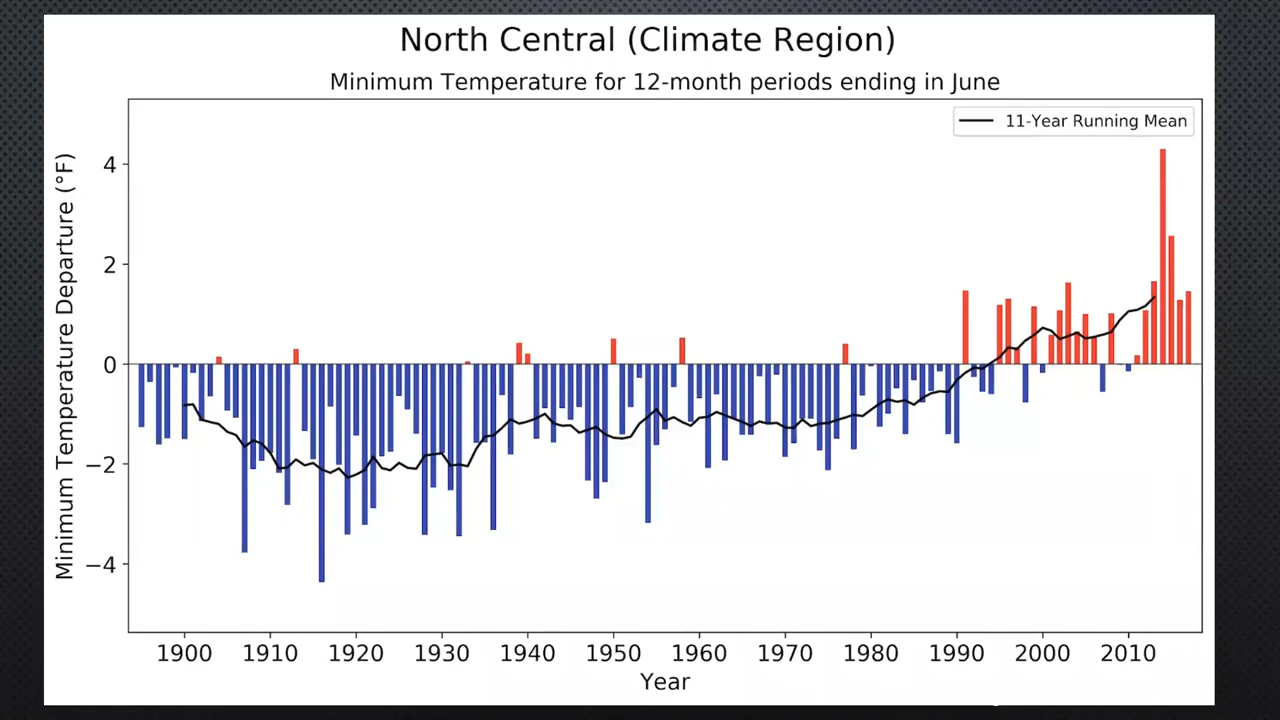 North Central (Climate Region)
Minimum Temperature for 12-month periods ending in June
11-Year Running Mean
Minimum Temperature Departure (°F)
4
2
0
−2
−4
1900 1910 1920 1930 1940 1950 1960 1970 1980 1990 2000 2010
Year